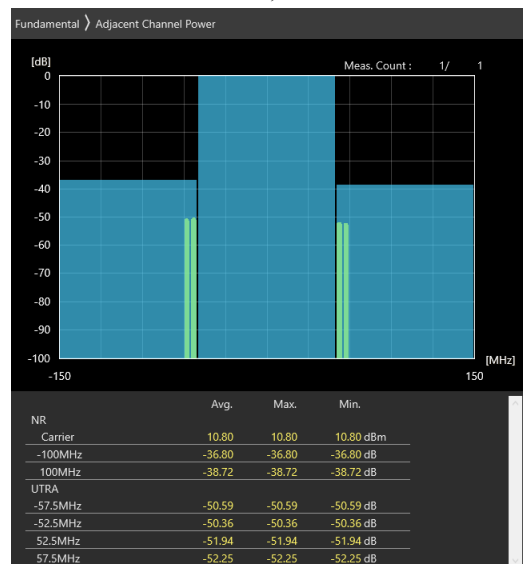 Fundamental 〉 Adjacent Channel Power
[dB]
Meas. Count : 1/ 1
0
-10
-20
-30
-40
-50
-60
-70
-80
-90
-100
[MHz]
-150 150
Avg. Max. Min.
NR
Carrier 10.80 10.80 10.80 dBm
-100MHz -36.80 -36.80 -36.80 dB
100MHz -38.72 -38.72 -38.72 dB
UTRA
-57.5MHz -50.59 -50.59 -50.59 dB
-52.5MHz -50.36 -50.36 -50.36 dB
52.5MHz -51.94 -51.94 -51.94 dB
57.5MHz -52.25 -52.25 -52.25 dB